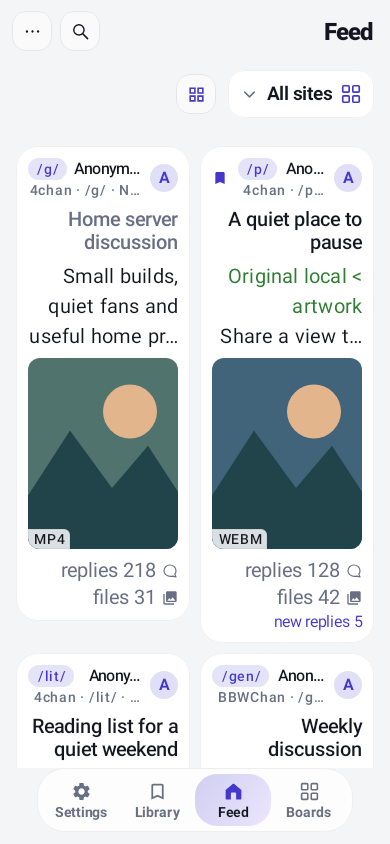 Feed
All sites
/g/ Anonym… A
4chan · /g/ · N…
Home server
discussion
Small builds,
quiet fans and
useful home pr…
MP4
replies 218
files 31
/p/ Ano… A
4chan · /p…
A quiet place to
pause
Original local <
artwork
Share a view t…
WEBM
replies 128
files 42
new replies 5
/lit/ Anony… A
4chan · /lit/ · …
Reading list for a
quiet weekend
/gen/ Anon… A
BBWChan · /g…
Weekly
discussion
Settings
Library
Feed
Boards